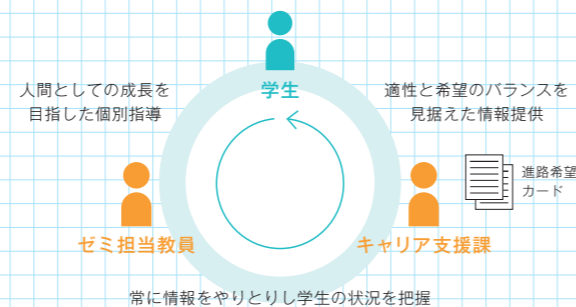 学生
人間としての成長を
目指した個別指導
適性と希望のバランスを
見据えた情報提供
進路希望
カード
ゼミ担当教員
キャリア支援課
常に情報をやりとりし学生の状況を把握